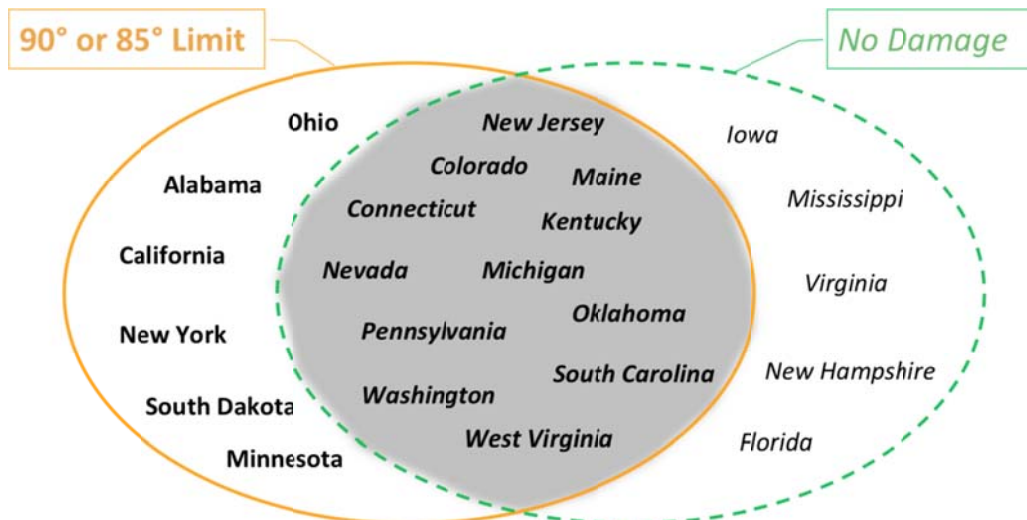 90° or 85° Limit
No Damage
Ohio
New Jersey
Iowa
Colorado
Maine
Alabama
Mississippi
Connecticut
Kentucky
California
Nevada
Michigan
Virginia
Oklahoma
New York
Pennsylvania
South Carolina
New Hampshire
Washington
South Dakota
West Virginia
Florida
Minnesota